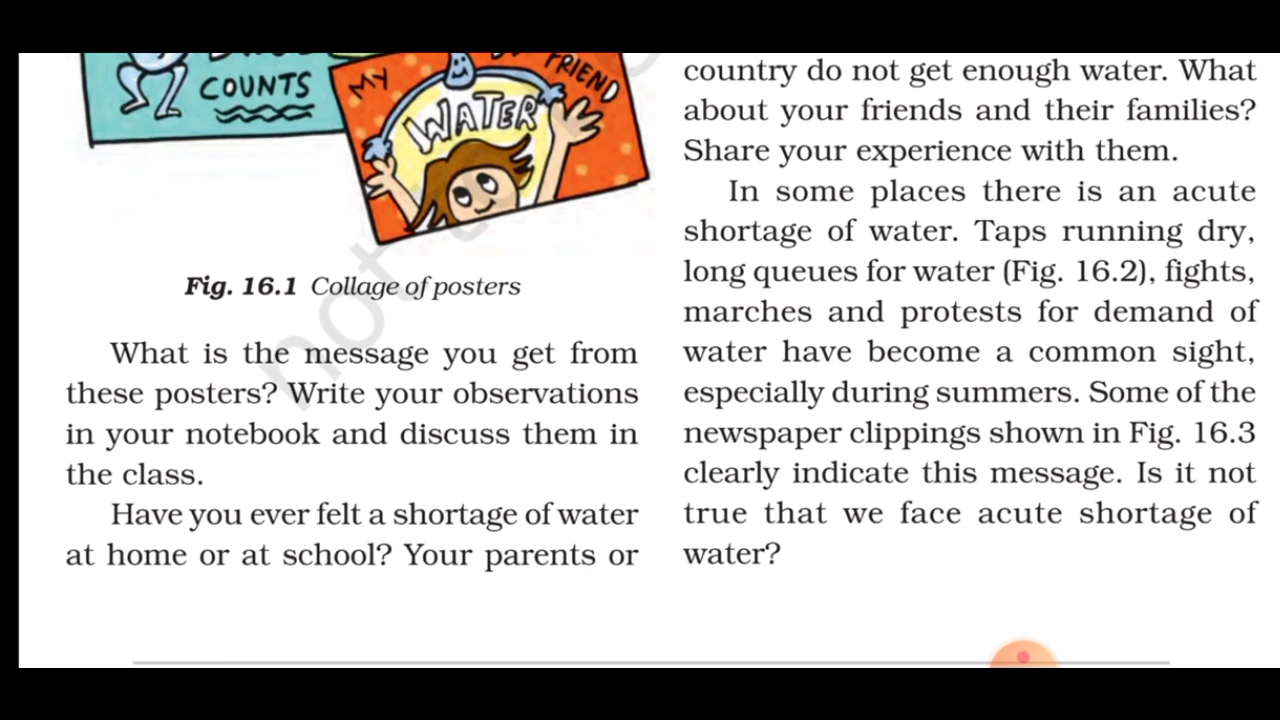 COUNTS
MY
FRIEND
WATER
Fig. 16.1 Collage of posters
What is the message you get from
these posters? Write your observations
in your notebook and discuss them in
the class.
Have you ever felt a shortage of water
at home or at school? Your parents or
country do not get enough water. What
about your friends and their families?
Share your experience with them.
In some places there is an acute
shortage of water. Taps running dry,
long queues for water (Fig. 16.2), fights,
marches and protests for demand of
water have become a common sight,
especially during summers. Some of the
newspaper clippings shown in Fig. 16.3
clearly indicate this message. Is it not
true that we face acute shortage of
water?
not